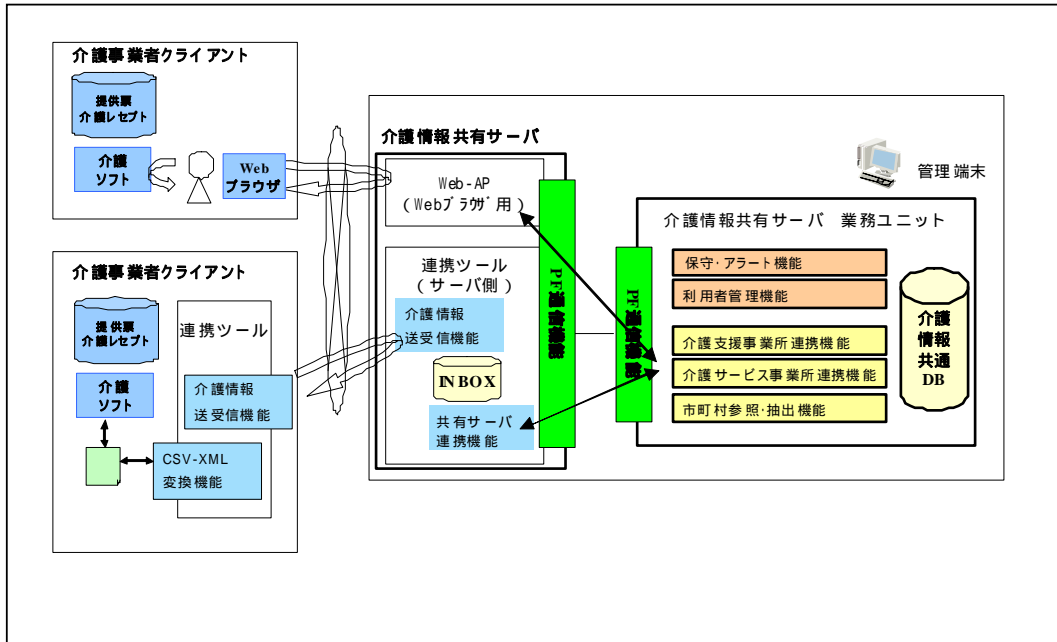 介護事業者クライアント
提供票
介護レセプト
介護
ソフト
Web
ブラウザ
介護事業者クライアント
提供票
介護レセプト
連携ツール
介護
ソフト
介護情報
送受信機能
CSV-XML
変換機能
介護情報共有サーバ
Web-AP
(Webブラウザ用)
連携ツール
(サーバ側)
介護情報
送受信機能
INBOX
共有サーバ
連携機能
管理端末
介護情報共有サーバ 業務ユニット
保守・アラート機能
利用者管理機能
介護支援事業所連携機能
介護サービス事業所連携機能
市町村参照・抽出機能
介護
情報
共通
DB